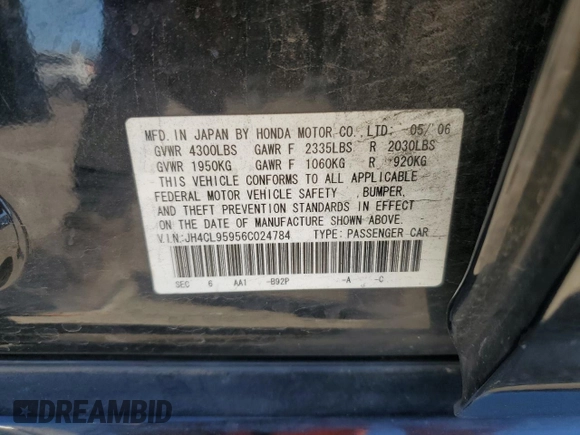 MFD. IN JAPAN BY HONDA MOTOR CO., LTD. 05/'06
GVWR 4300LBS GAWR F 2335LBS R 2030LBS
GVWR 1950KG GAWR F 1060KG R 920KG
THIS VEHICLE CONFORMS TO ALL APPLICABLE
FEDERAL MOTOR VEHICLE SAFETY , BUMPER,
AND THEFT PREVENTION STANDARDS IN EFFECT
ON THE DATE OF MANUFACTURE SHOWN ABOVE.
V.I.N:JH4CL95956C024784 TYPE: PASSENGER CAR
SEC 6 AA1 -B92P -A -C
DREAMBID